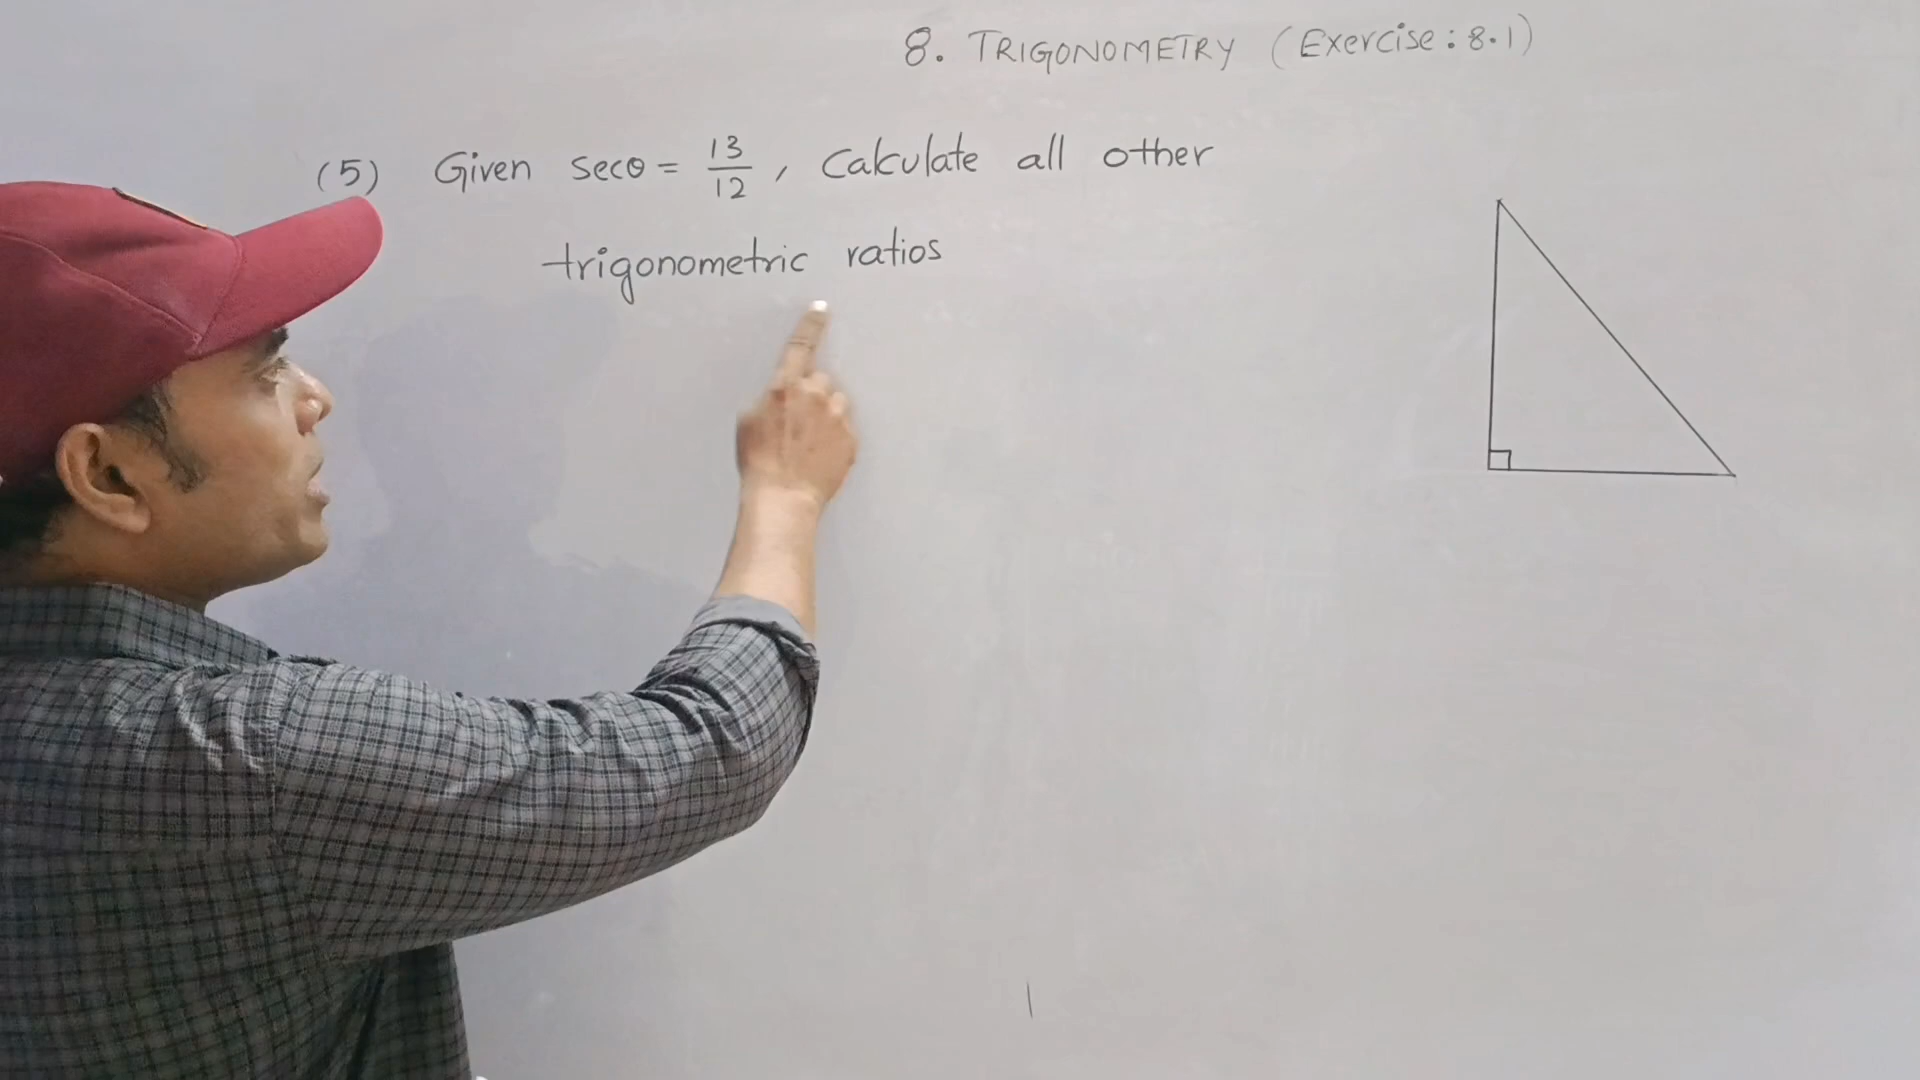 8. TRIGONOMETRY (Exercise: 8.1)
(5) Given secθ = 13/12, Calculate all other
trigonometric ratios